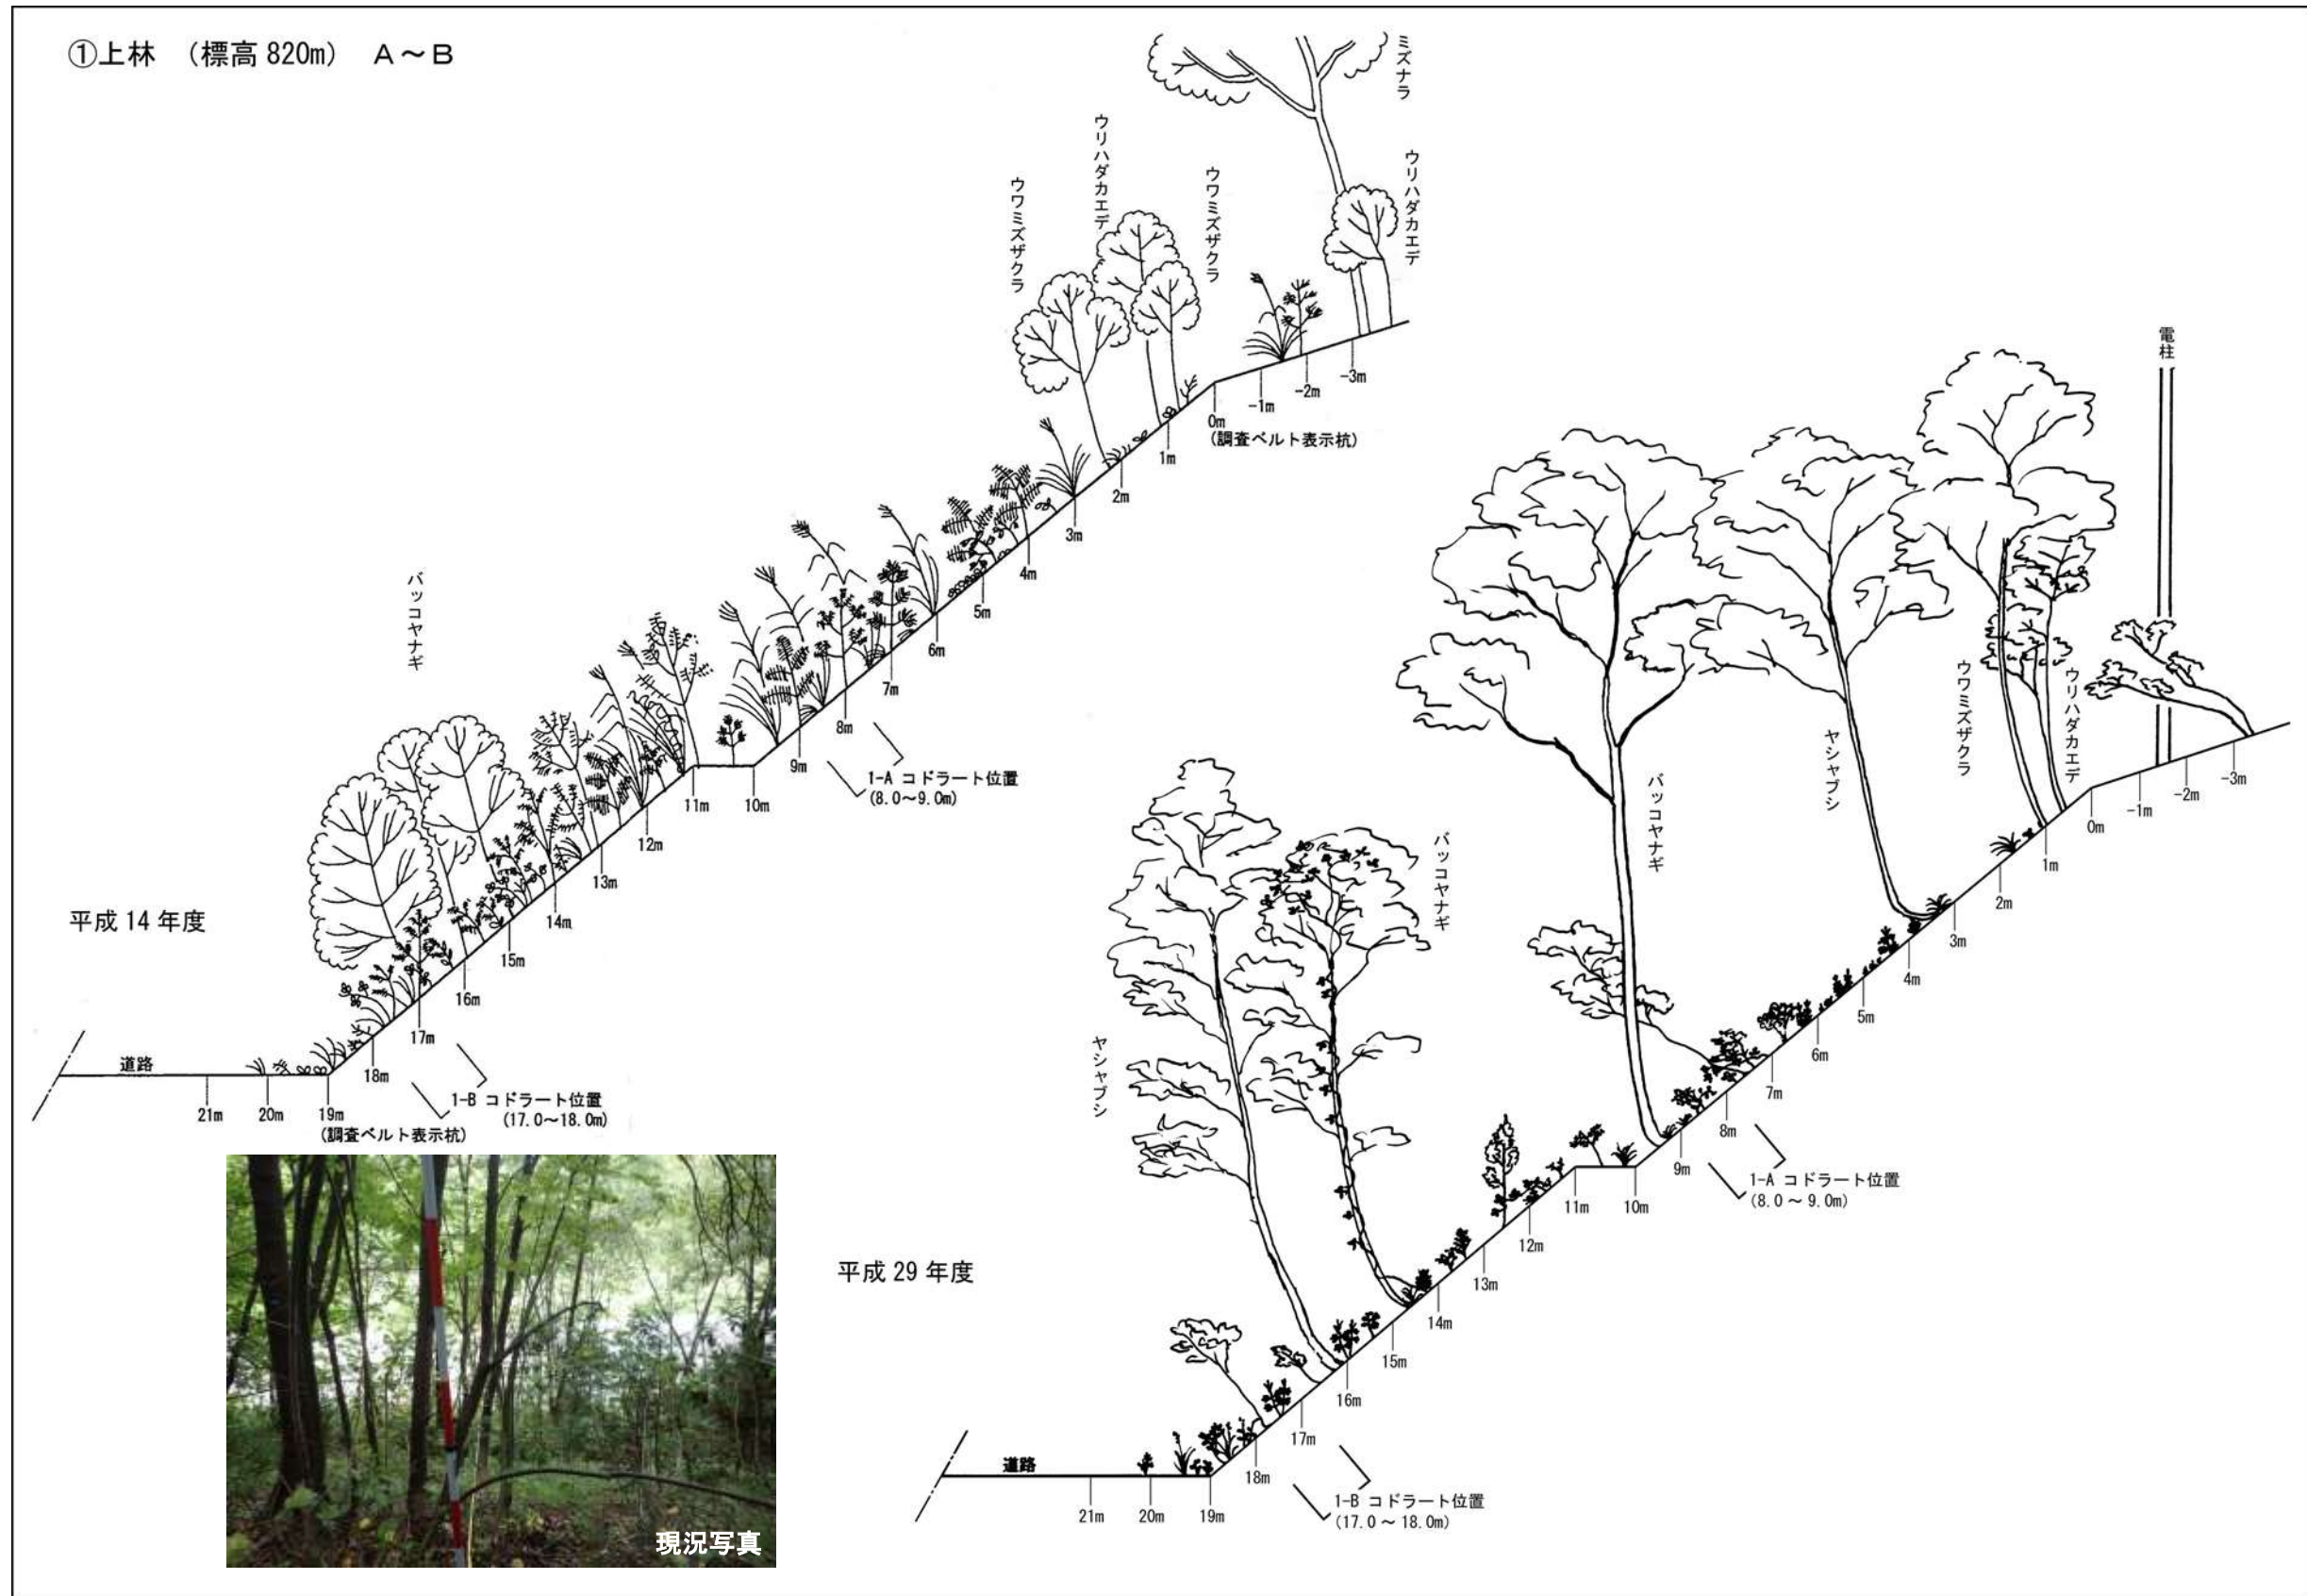 ①上林 （標高 820m） A～B
ミズナラ
ウリハダカエデ
ウワミズザクラ
ウリハダカエデ
ウワミズザクラ
バッコヤナギ
-3m
-2m
-1m
0m
(調査ベルト表示杭)
1m
2m
3m
4m
5m
6m
7m
8m
9m
10m
11m
1-A コドラート位置
(8.0～9.0m)
12m
13m
14m
15m
16m
17m
18m
19m
(調査ベルト表示杭)
20m
21m
道路
1-B コドラート位置
(17.0～18.0m)
平成 14 年度
電柱
ウリハダカエデ
ウワミズザクラ
ヤシャブシ
バッコヤナギ
バッコヤナギ
ヤシャブシ
-3m
-2m
-1m
0m
1m
2m
3m
4m
5m
6m
7m
8m
9m
10m
11m
1-A コドラート位置
(8.0 ～ 9.0m)
12m
13m
14m
15m
16m
17m
18m
19m
20m
21m
道路
1-B コドラート位置
(17.0 ～ 18.0m)
平成 29 年度
現況写真